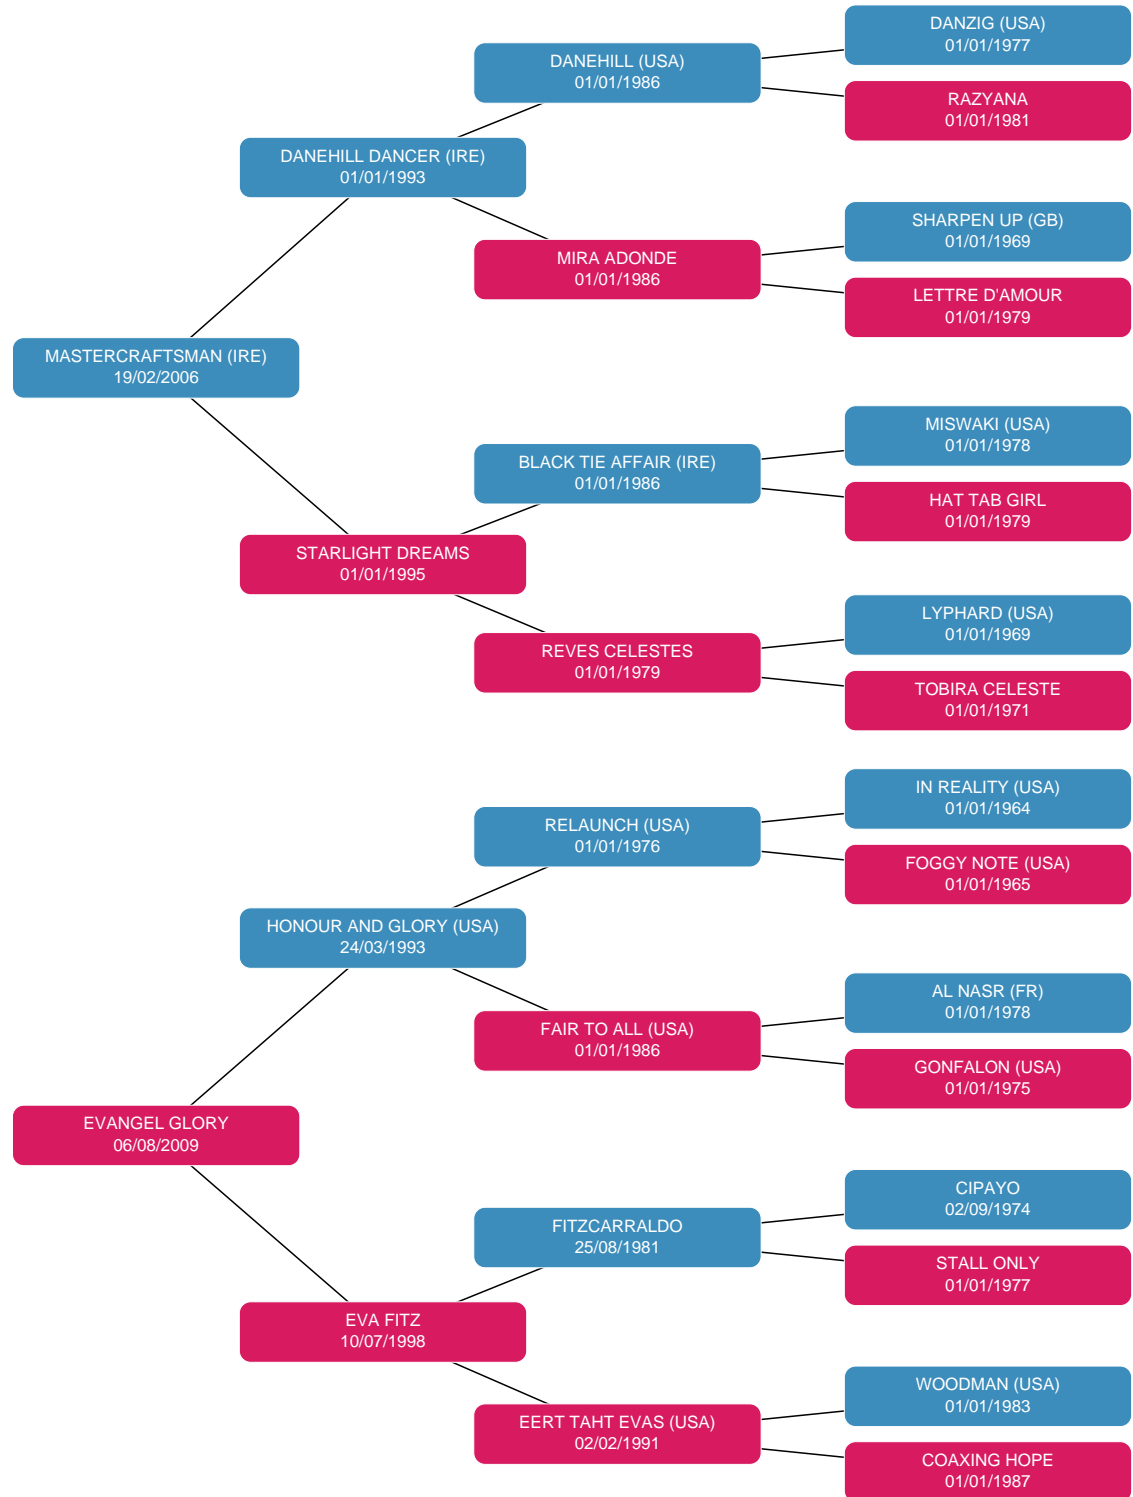 DANZIG (USA)
01/01/1977
DANEHILL (USA)
01/01/1986
RAZYANA
01/01/1981
DANEHILL DANCER (IRE)
01/01/1993
SHARPEN UP (GB)
01/01/1969
MIRA ADONDE
01/01/1986
LETTRE D'AMOUR
01/01/1979
MASTERCRAFTSMAN (IRE)
19/02/2006
MISWAKI (USA)
01/01/1978
BLACK TIE AFFAIR (IRE)
01/01/1986
HAT TAB GIRL
01/01/1979
STARLIGHT DREAMS
01/01/1995
LYPHARD (USA)
01/01/1969
REVES CELESTES
01/01/1979
TOBIRA CELESTE
01/01/1971
IN REALITY (USA)
01/01/1964
RELAUNCH (USA)
01/01/1976
FOGGY NOTE (USA)
01/01/1965
HONOUR AND GLORY (USA)
24/03/1993
AL NASR (FR)
01/01/1978
FAIR TO ALL (USA)
01/01/1986
GONFALON (USA)
01/01/1975
EVANGEL GLORY
06/08/2009
CIPAYO
02/09/1974
FITZCARRALDO
25/08/1981
STALL ONLY
01/01/1977
EVA FITZ
10/07/1998
WOODMAN (USA)
01/01/1983
EERT TAHT EVAS (USA)
02/02/1991
COAXING HOPE
01/01/1987